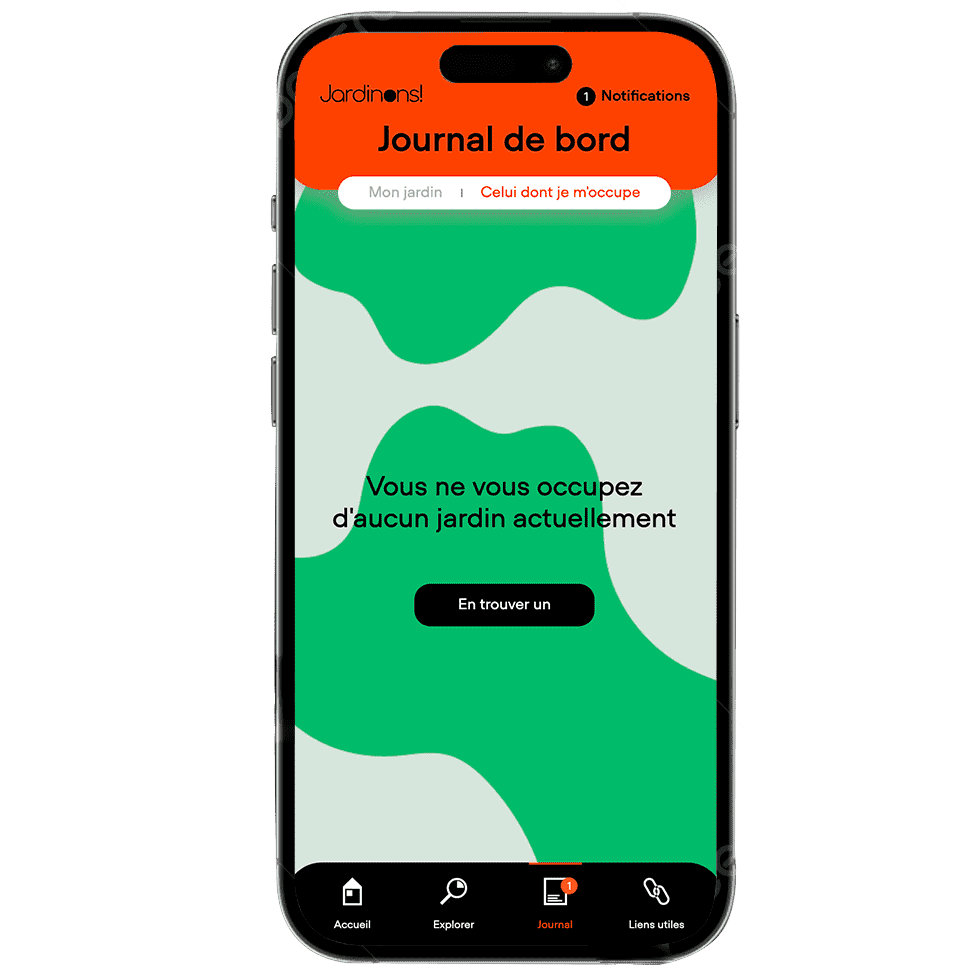 Jardinons!
1 Notifications
Journal de bord
Mon jardin I Celui dont je m'occupe
Vous ne vous occupez
d'aucun jardin actuellement
En trouver un
1
Accueil Explorer Journal Liens utiles